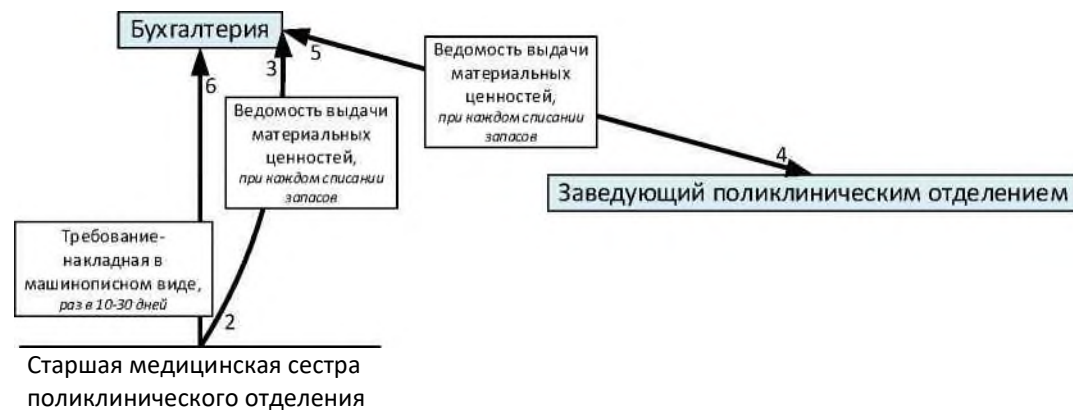 Бухгалтерия
5
3
6
Ведомость выдачи
материальных
ценностей,
при каждом списании
запасов
Ведомость выдачи
материальных
ценностей,
при каждом списании
запасов
4
Заведующий поликлиническим отделением
Требование-
накладная в
машинописном виде,
раз в 10-30 дней
2
Старшая медицинская сестра
поликлинического отделения